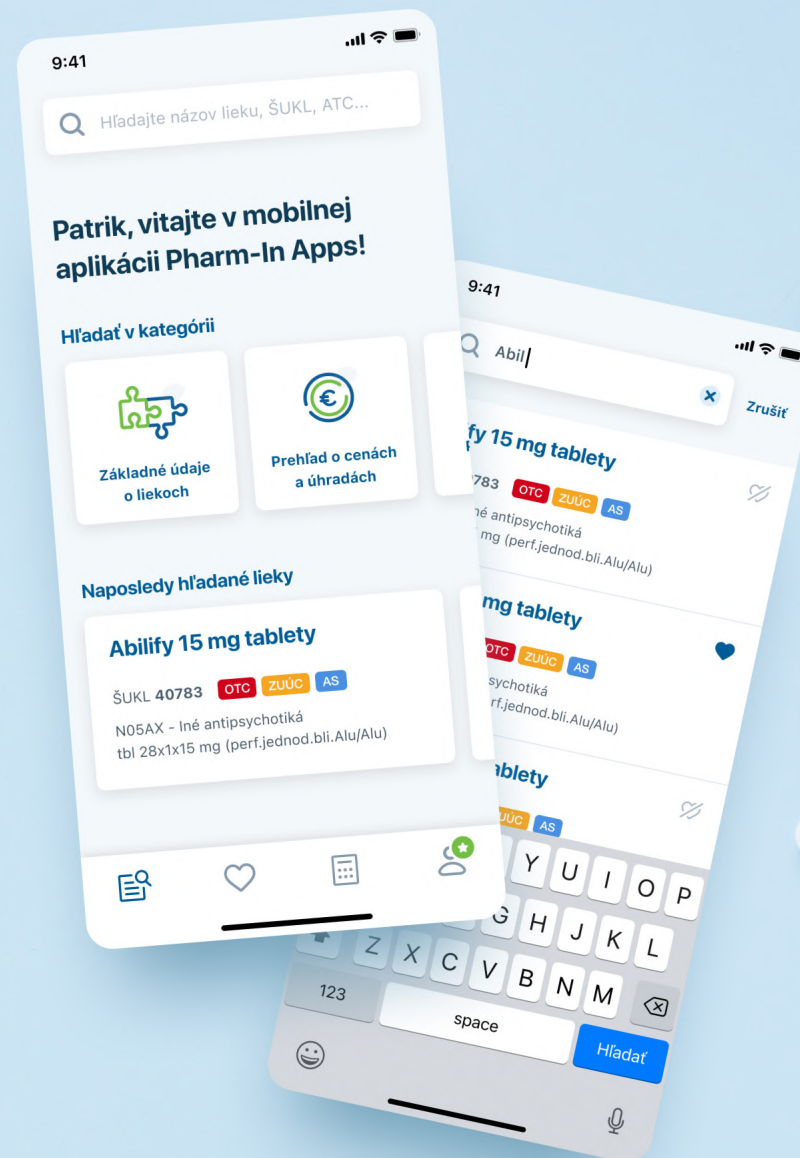 9:41
Hľadajte názov lieku, ŠUKL, ATC...
Patrik, vitajte v mobilnej
aplikácii Pharm-In Apps!
Hľadať v kategórii
Základné údaje
o liekoch
Prehľad o cenách
a úhradách
Naposledy hľadané lieky
Abilify 15 mg tablety
ŠUKL 40783 OTC ZUÚC AS
N05AX - Iné antipsychotiká
tbl 28x1x15 mg (perf.jednod.bli.Alu/Alu)
9:41
Abil
Zrušiť
fy 15 mg tablety
783 OTC ZUÚC AS
né antipsychotiká
mg (perf.jednod.bli.Alu/Alu)
mg tablety
OTC ZUÚC AS
sychotiká
rf.jednod.bli.Alu/Alu)
ablety
ZUÚC AS
Y U I O P
G H J K L
Z X C V B N M
123 space Hľadať